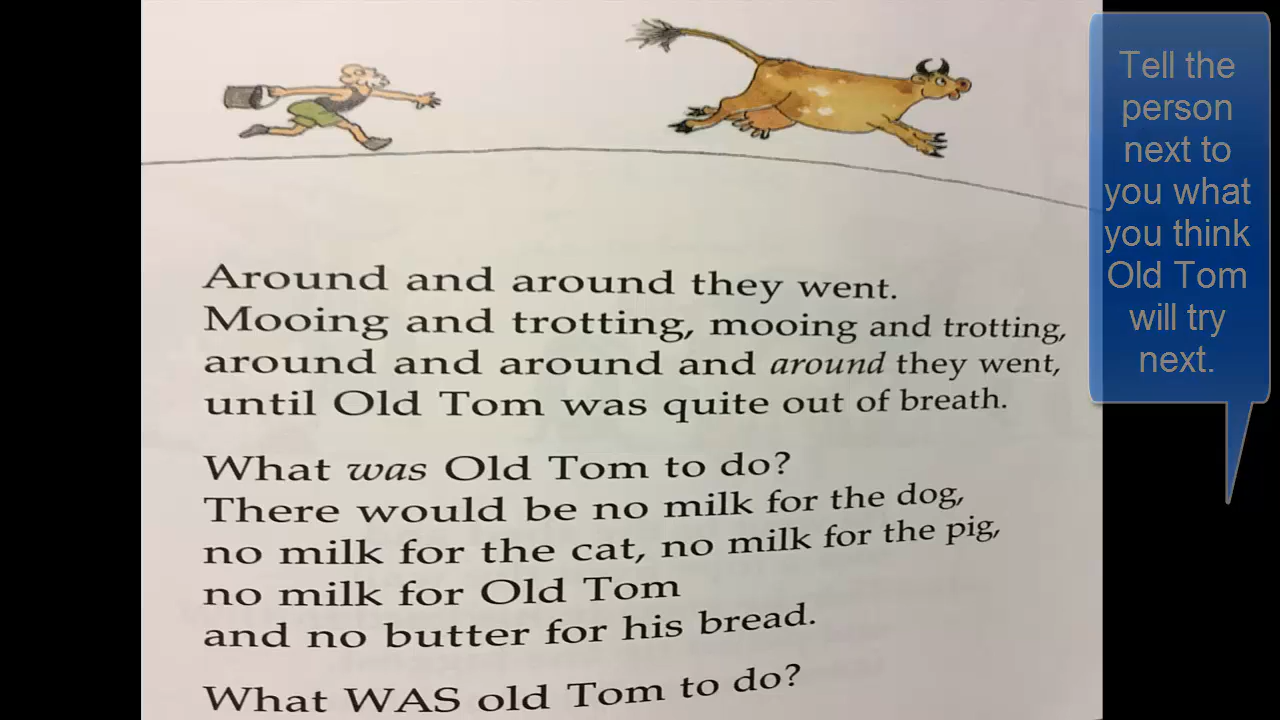 Around and around they went.
Mooing and trotting, mooing and trotting,
around and around and around they went,
until Old Tom was quite out of breath.
What was Old Tom to do?
There would be no milk for the dog,
no milk for the cat, no milk for the pig,
no milk for Old Tom
and no butter for his bread.
What WAS old Tom to do?
Tell the
person
next to
you what
you think
Old Tom
will try
next.